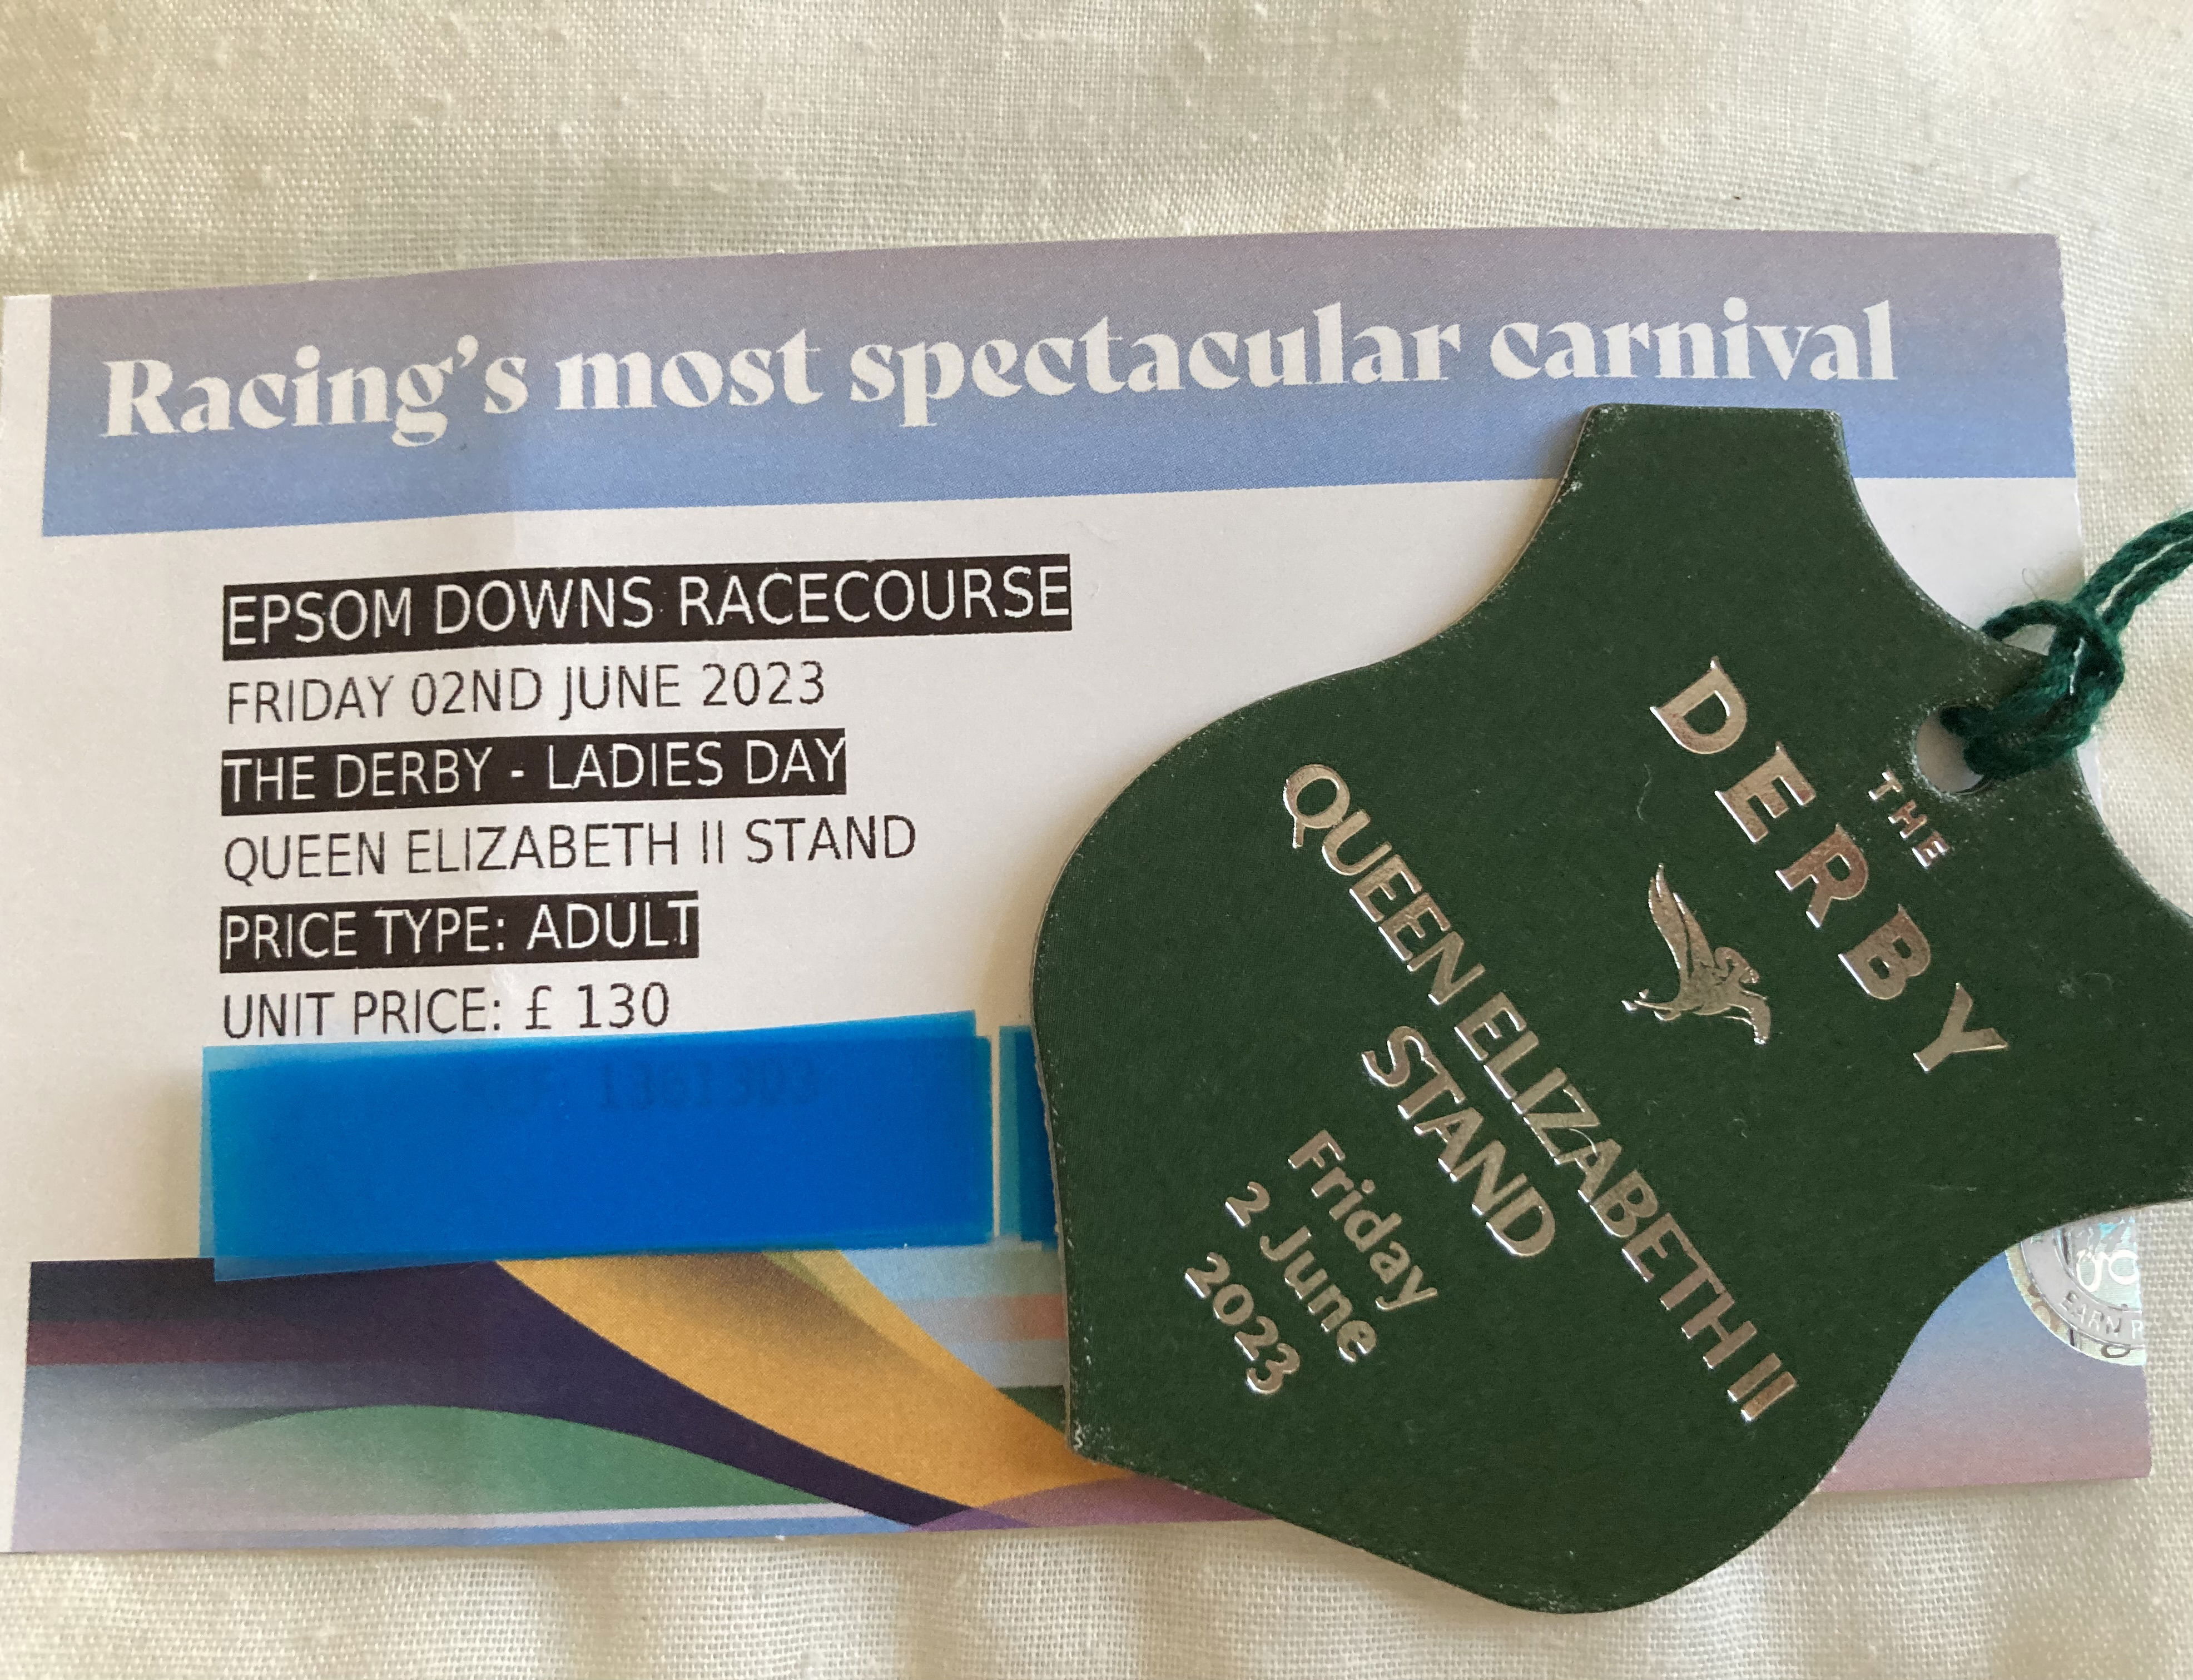 Racing's most spectacular carnival
EPSOM DOWNS RACECOURSE
FRIDAY 02ND JUNE 2023
THE DERBY - LADIES DAY
QUEEN ELIZABETH II STAND
PRICE TYPE: ADULT
UNIT PRICE: £ 130
THE
DERBY
QUEEN ELIZABETH II
STAND
Friday
2 June
2023
EARN